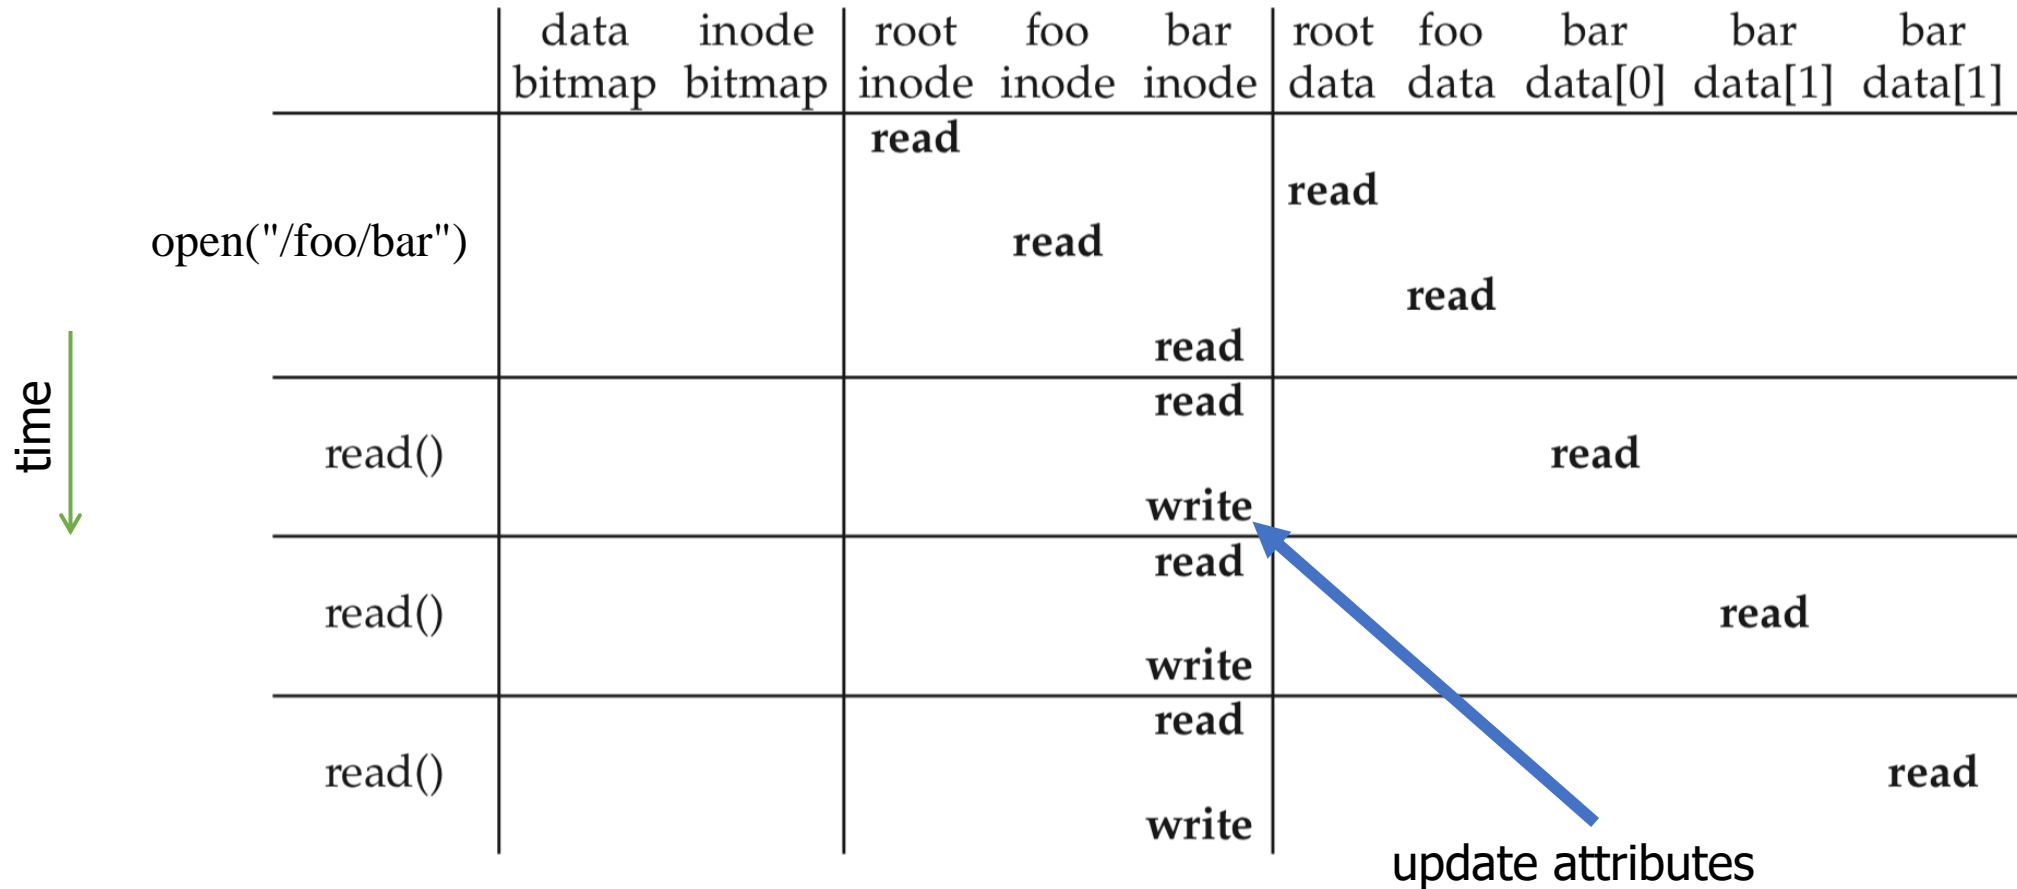 data inode root foo bar root foo bar bar bar
bitmap bitmap inode inode inode data data data[0] data[1] data[1]
read
read
open("/foo/bar") read
read
read
read
time
read() read
write
read
read() read
write
read
read() read
write
update attributes